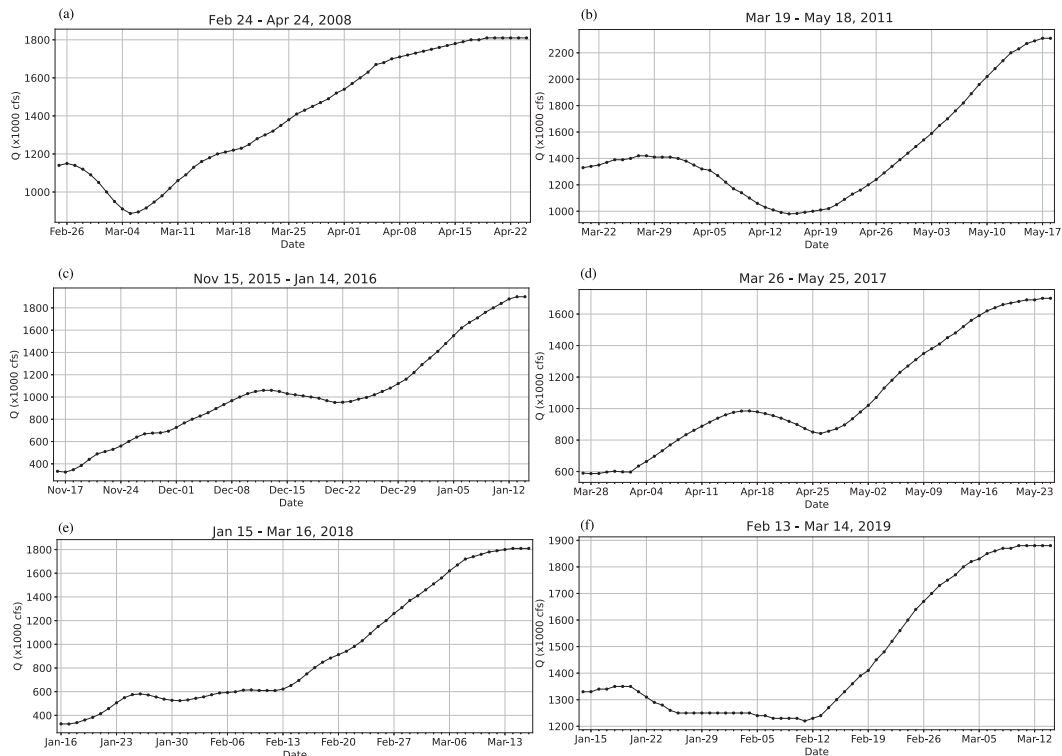 (a)
Feb 24 - Apr 24, 2008
Q (x1000 cfs)
1800
1600
1400
1200
1000
Feb-26 Mar-04 Mar-11 Mar-18 Mar-25 Apr-01 Apr-08 Apr-15 Apr-22
Date
(b)
Mar 19 - May 18, 2011
Q (x1000 cfs)
2200
2000
1800
1600
1400
1200
1000
Mar-22 Mar-29 Apr-05 Apr-12 Apr-19 Apr-26 May-03 May-10 May-17
Date
(c)
Nov 15, 2015 - Jan 14, 2016
Q (x1000 cfs)
1800
1600
1400
1200
1000
800
600
400
Nov-17 Nov-24 Dec-01 Dec-08 Dec-15 Dec-22 Dec-29 Jan-05 Jan-12
Date
(d)
Mar 26 - May 25, 2017
Q (x1000 cfs)
1600
1400
1200
1000
800
600
Mar-28 Apr-04 Apr-11 Apr-18 Apr-25 May-02 May-09 May-16 May-23
Date
(e)
Jan 15 - Mar 16, 2018
Q (x1000 cfs)
1800
1600
1400
1200
1000
800
600
400
Jan-16 Jan-23 Jan-30 Feb-06 Feb-13 Feb-20 Feb-27 Mar-06 Mar-13
Date
(f)
Feb 13 - Mar 14, 2019
Q (x1000 cfs)
1900
1800
1700
1600
1500
1400
1300
1200
Jan-15 Jan-22 Jan-29 Feb-05 Feb-12 Feb-19 Feb-26 Mar-05 Mar-12
Date